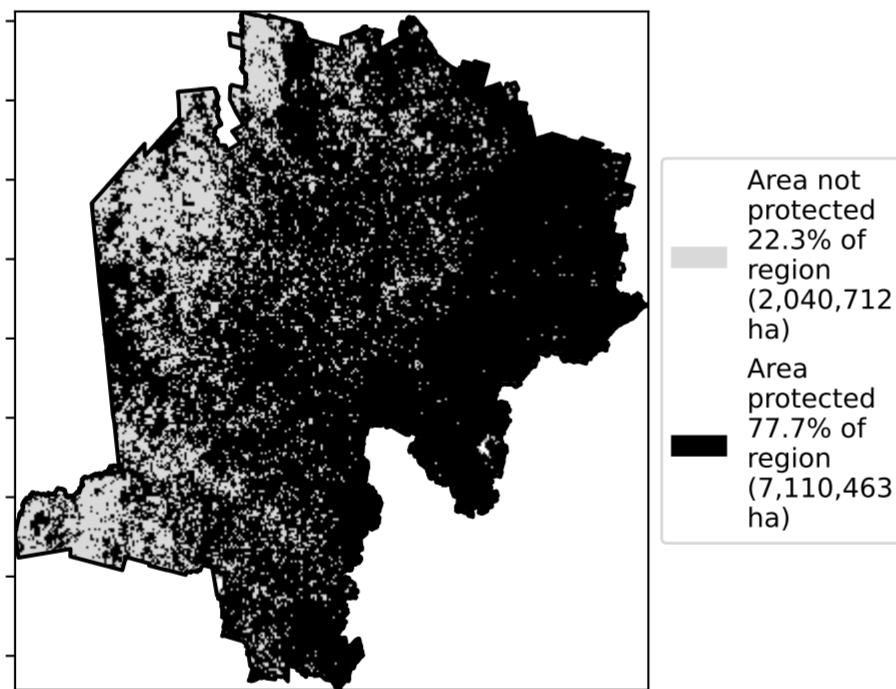 Area not
protected
22.3% of
region
(2,040,712
ha)
Area
protected
77.7% of
region
(7,110,463
ha)